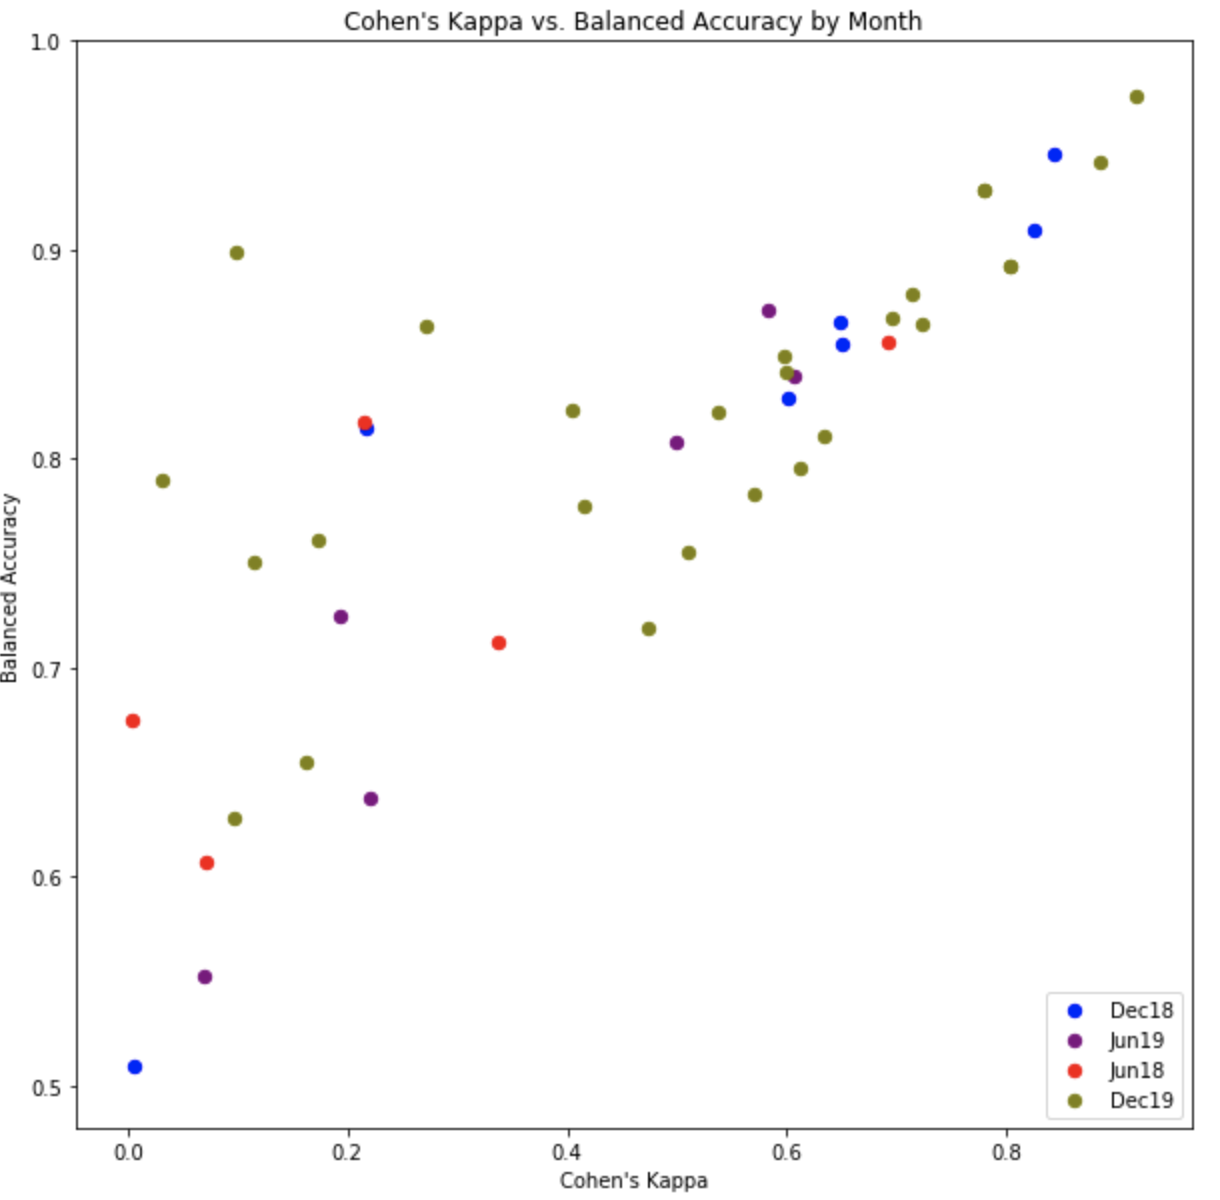 Cohen's Kappa vs. Balanced Accuracy by Month
1.0
0.9
0.8
0.7
0.6
0.5
Balanced Accuracy
0.0 0.2 0.4 0.6 0.8
Cohen's Kappa
Dec18
Jun19
Jun18
Dec19